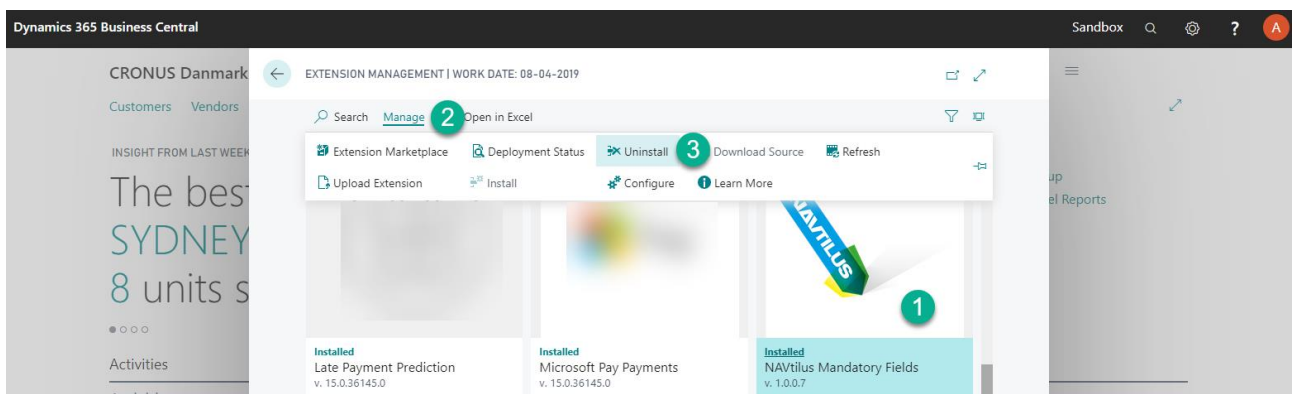 Dynamics 365 Business Central
Sandbox
?
A
CRONUS Danmark
EXTENSION MANAGEMENT | WORK DATE: 08-04-2019
Customers Vendors
Search Manage 2 Open in Excel
INSIGHT FROM LAST WEEK
Extension Marketplace Deployment Status Uninstall 3 Download Source Refresh
Upload Extension Install Configure Learn More
The bes
SYDNEY
8 units s
up
el Reports
NAVTILUS
1
Activities
Installed
Late Payment Prediction
v. 15.0.36145.0
Installed
Microsoft Pay Payments
v. 15.0.36145.0
Installed
NAVtilus Mandatory Fields
v. 1.0.0.7